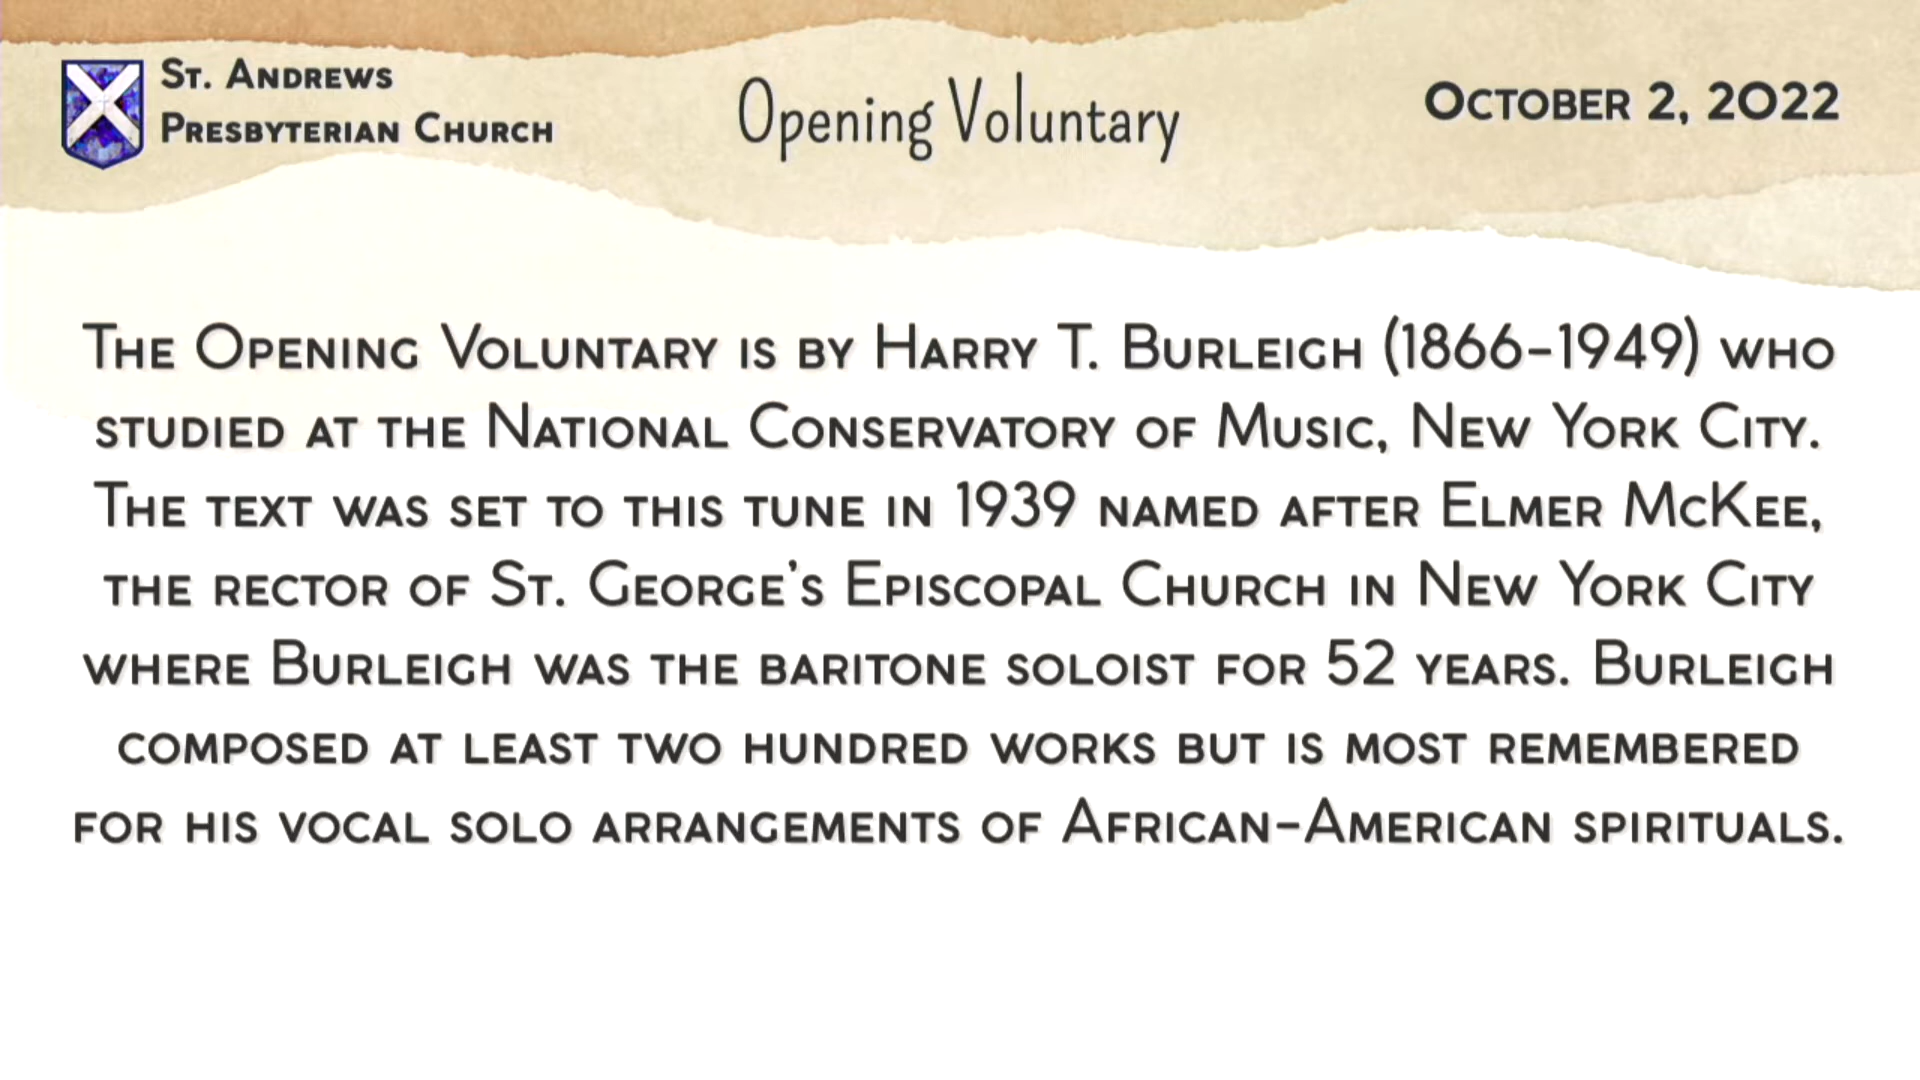 St. Andrews
Presbyterian Church
Opening Voluntary
October 2, 2022
The Opening Voluntary is by Harry T. Burleigh (1866-1949) who
studied at the National Conservatory of Music, New York City.
The text was set to this tune in 1939 named after Elmer McKee,
the rector of St. George's Episcopal Church in New York City
where Burleigh was the baritone soloist for 52 years. Burleigh
composed at least two hundred works but is most remembered
for his vocal solo arrangements of African-American spirituals.